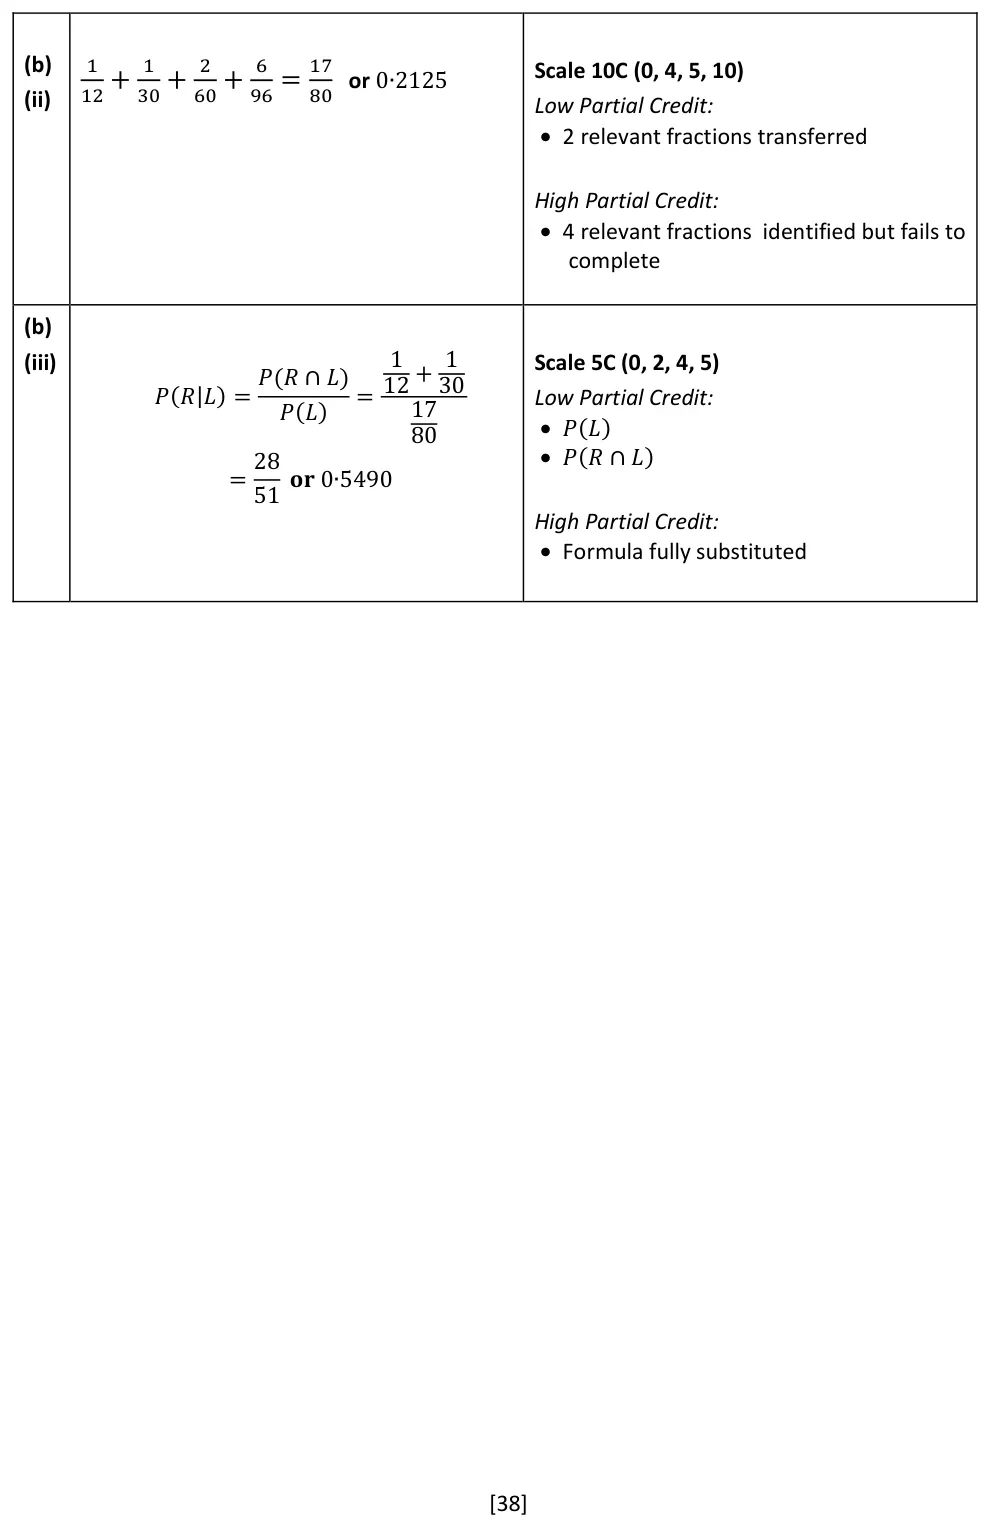 (b)
(ii)
1/12 + 1/30 + 2/60 + 6/96 = 17/80 or 0·2125
Scale 10C (0, 4, 5, 10)
Low Partial Credit:
• 2 relevant fractions transferred
High Partial Credit:
• 4 relevant fractions identified but fails to
complete
(b)
(iii)
P(R|L) = P(R ∩ L)/P(L) = (1/12 + 1/30)/(17/80)
= 28/51 or 0·5490
Scale 5C (0, 2, 4, 5)
Low Partial Credit:
• P(L)
• P(R ∩ L)
High Partial Credit:
• Formula fully substituted
[38]